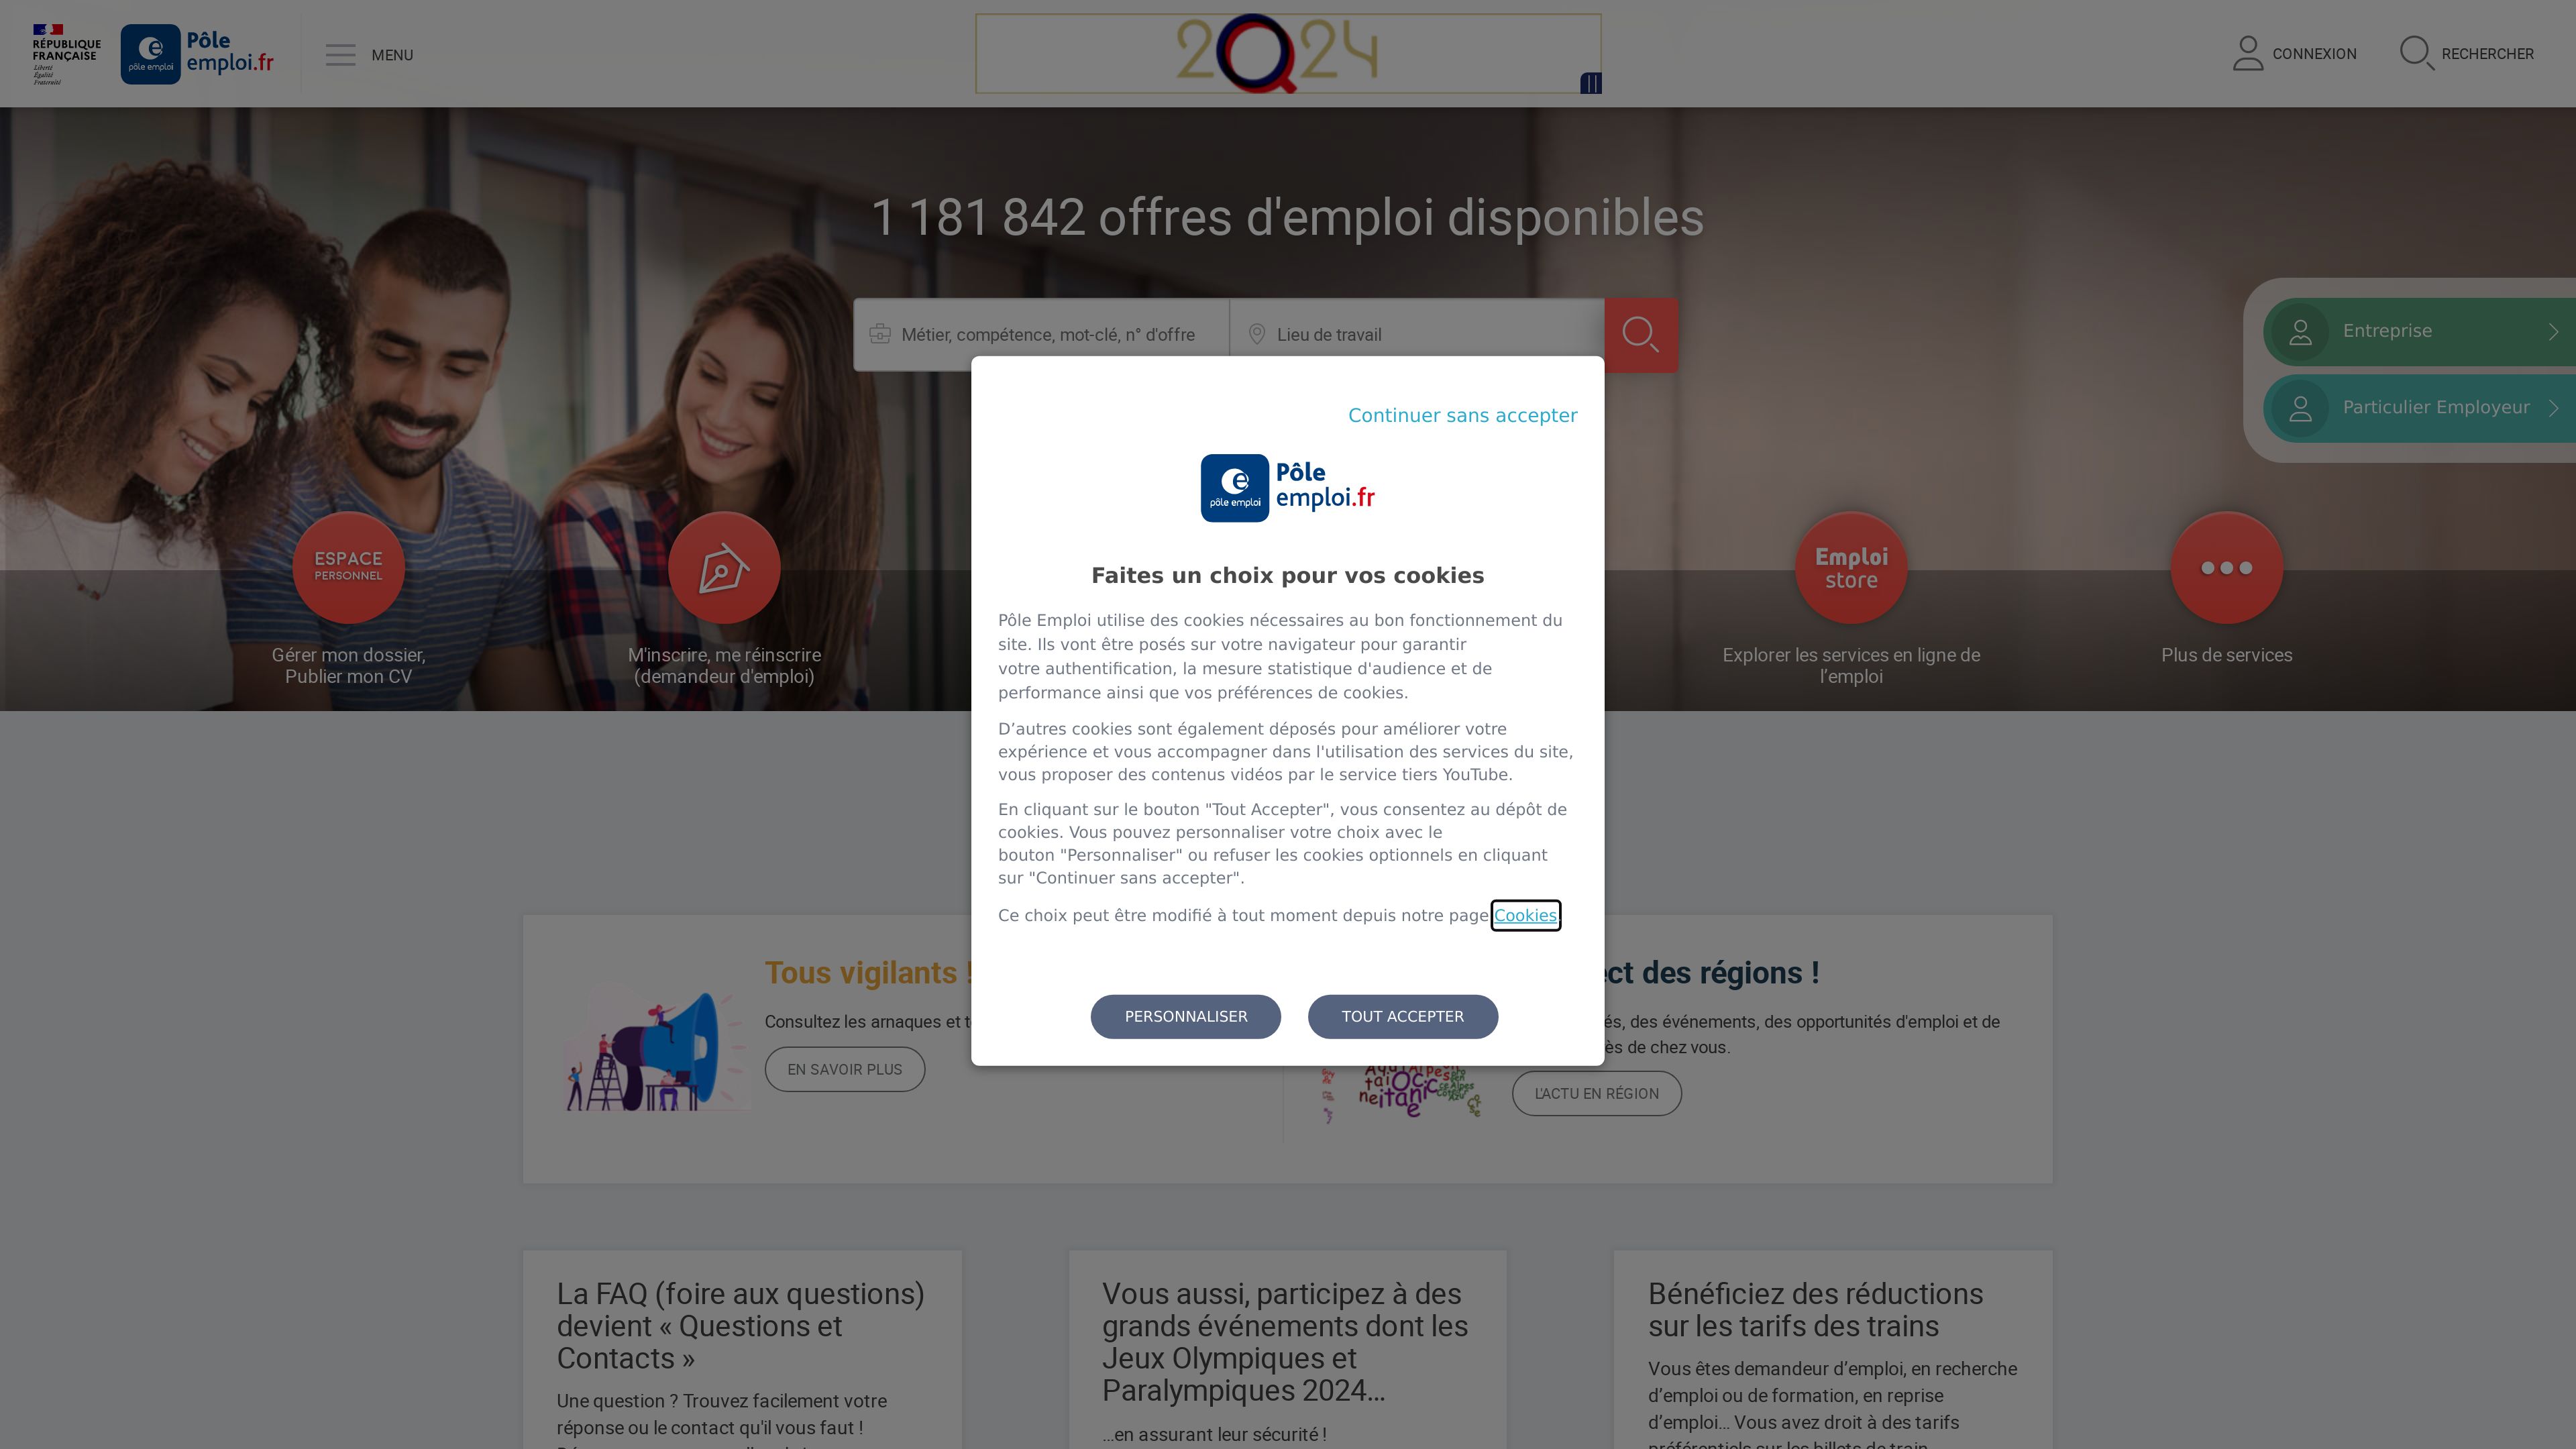 RÉPUBLIQUE
FRANÇAISE
Liberté
Égalité
Fraternité
pôle emploi
Pôle
emploi.fr
MENU
2024
CONNEXION
RECHERCHER
1 181 842 offres d'emploi disponibles
Métier, compétence, mot-clé, n° d'offre
Lieu de travail
Entreprise
Particulier Employeur
Continuer sans accepter
pôle emploi
Pôle
emploi.fr
Faites un choix pour vos cookies
Pôle Emploi utilise des cookies nécessaires au bon fonctionnement du
site. Ils vont être posés sur votre navigateur pour garantir
votre authentification, la mesure statistique d'audience et de
performance ainsi que vos préférences de cookies.
D’autres cookies sont également déposés pour améliorer votre
expérience et vous accompagner dans l'utilisation des services du site,
vous proposer des contenus vidéos par le service tiers YouTube.
En cliquant sur le bouton "Tout Accepter", vous consentez au dépôt de
cookies. Vous pouvez personnaliser votre choix avec le
bouton "Personnaliser" ou refuser les cookies optionnels en cliquant
sur "Continuer sans accepter".
Ce choix peut être modifié à tout moment depuis notre page Cookies.
PERSONNALISER
TOUT ACCEPTER
ESPACE
PERSONNEL
Gérer mon dossier,
Publier mon CV
M'inscrire, me réinscrire
(demandeur d'emploi)
Emploi
store
Explorer les services en ligne de
l’emploi
Plus de services
Tous vigilants !
Consultez les arnaques et
EN SAVOIR PLUS
des régions !
des événements, des opportunités d'emploi et de
de chez vous.
L'ACTU EN RÉGION
La FAQ (foire aux questions)
devient « Questions et
Contacts »
Une question ? Trouvez facilement votre
réponse ou le contact qu'il vous faut !
Vous aussi, participez à des
grands événements dont les
Jeux Olympiques et
Paralympiques 2024...
...en assurant leur sécurité !
Bénéficiez des réductions
sur les tarifs des trains
Vous êtes demandeur d’emploi, en recherche
d’emploi ou de formation, en reprise
d’emploi... Vous avez droit à des tarifs
préférentiels sur les billets de train